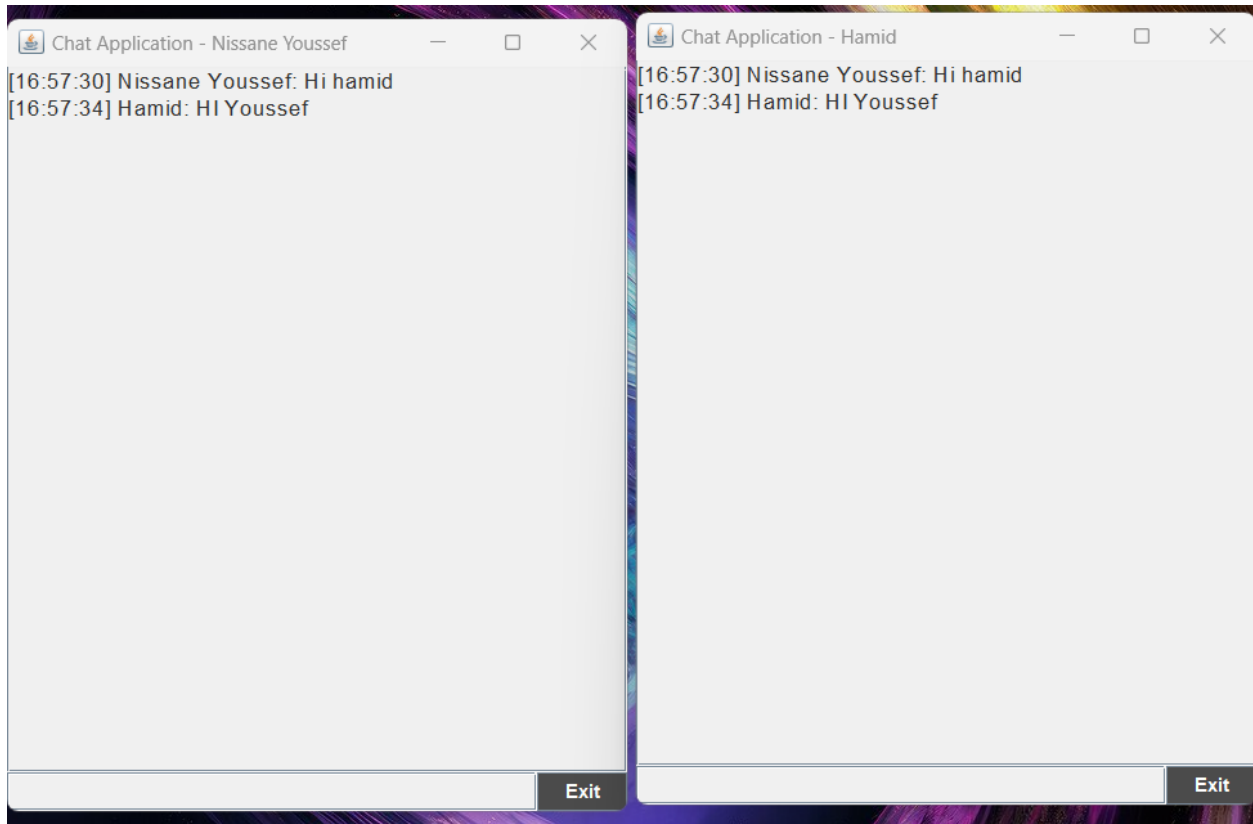 Chat Application - Nissane Youssef
[16:57:30] Nissane Youssef: Hi hamid
[16:57:34] Hamid: HI Youssef
Exit
Chat Application - Hamid
[16:57:30] Nissane Youssef: Hi hamid
[16:57:34] Hamid: HI Youssef
Exit